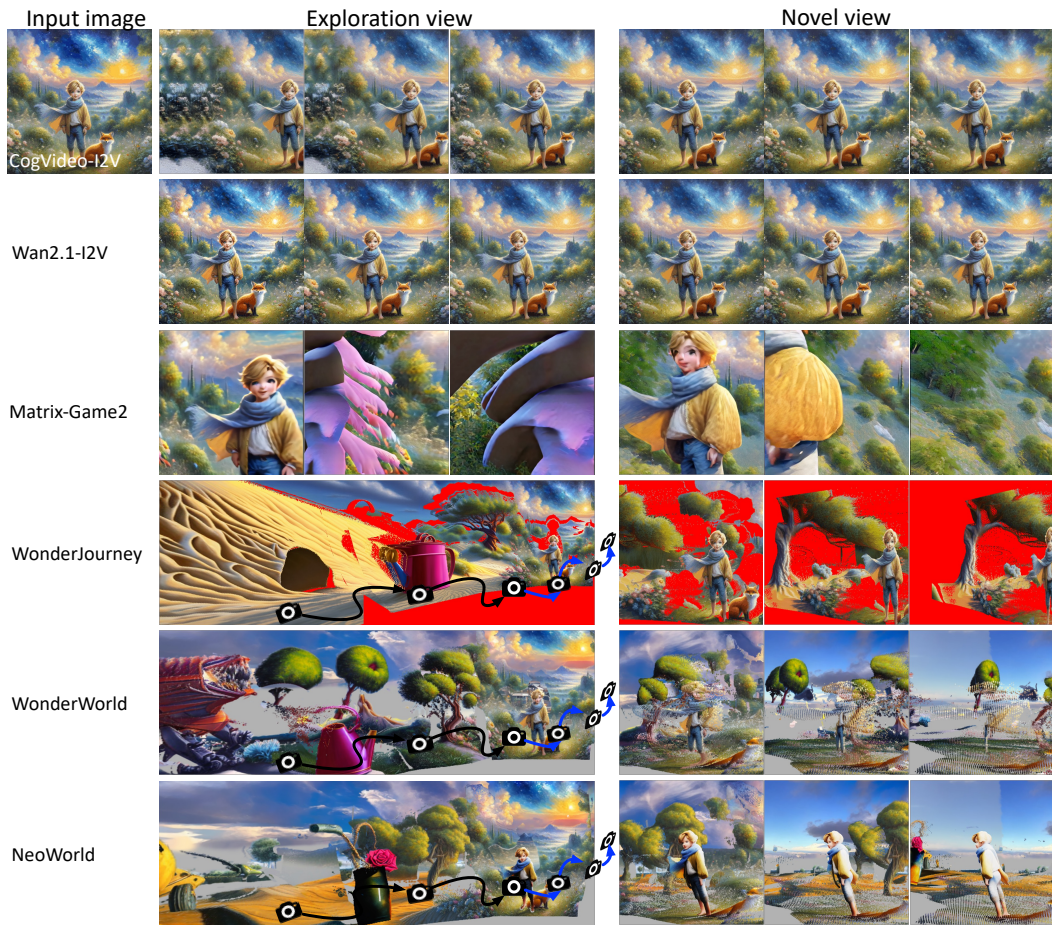 Input image
Exploration view
Novel view
CogVideo-I2V
Wan2.1-I2V
Matrix-Game2
WonderJourney
WonderWorld
NeoWorld